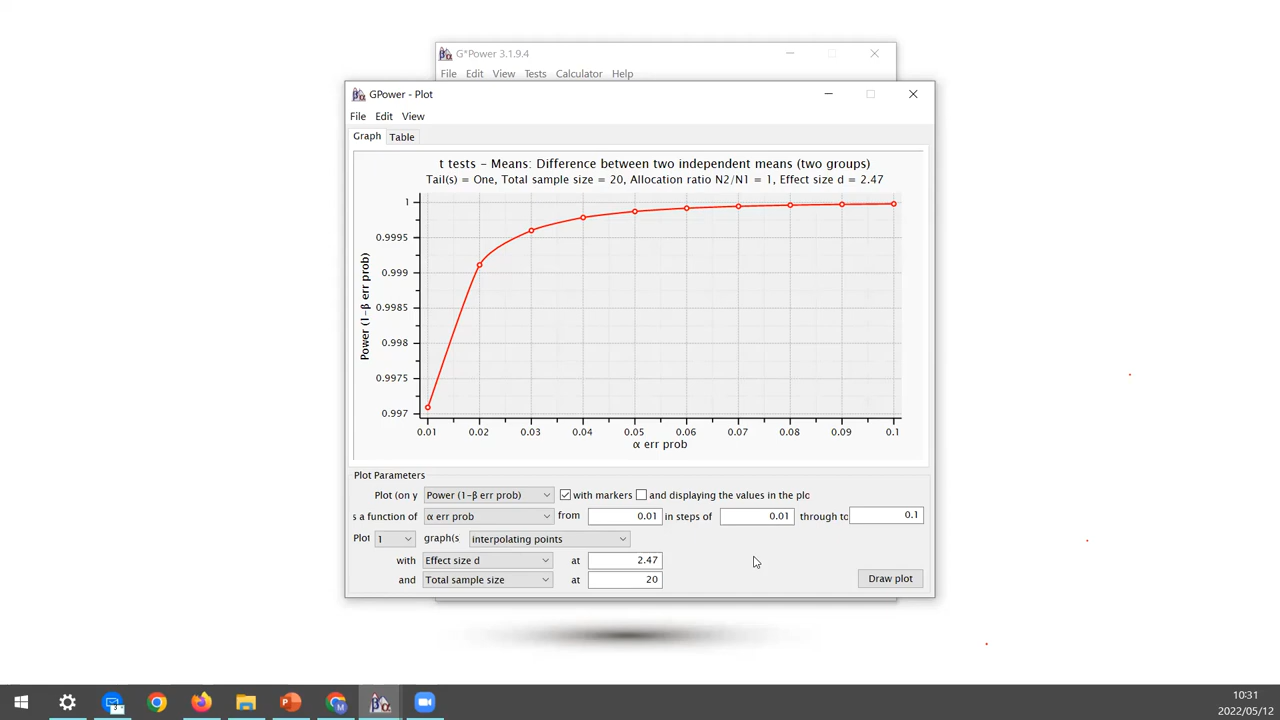 G*Power 3.1.9.4
File Edit View Tests Calculator Help
GPower - Plot
File Edit View
Graph Table
t tests – Means: Difference between two independent means (two groups)
Tail(s) = One, Total sample size = 20, Allocation ratio N2/N1 = 1, Effect size d = 2.47
Power (1-β err prob)
1
0.9995
0.999
0.9985
0.998
0.9975
0.997
0.01 0.02 0.03 0.04 0.05 0.06 0.07 0.08 0.09 0.1
α err prob
Plot Parameters
Plot (on y Power (1-β err prob) with markers and displaying the values in the plc
s a function of α err prob from 0.01 in steps of 0.01 through to 0.1
Plot 1 graph(s interpolating points
with Effect size d at 2.47
and Total sample size at 20
Draw plot
3
10:31
2022/05/12